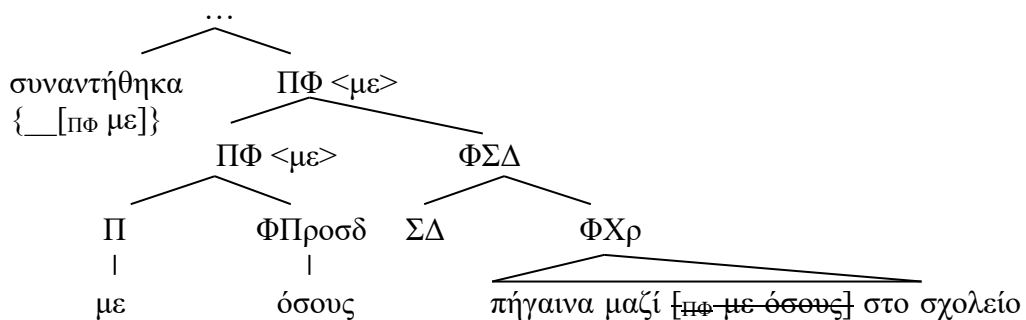 …
συναντήθηκα ΠΦ <με>
{__[ΠΦ με]}
ΠΦ <με> ΦΣΔ
Π ΦΠροσδ ΣΔ ΦΧρ
με όσους πήγαινα μαζί [ΠΦ με όσους] στο σχολείο